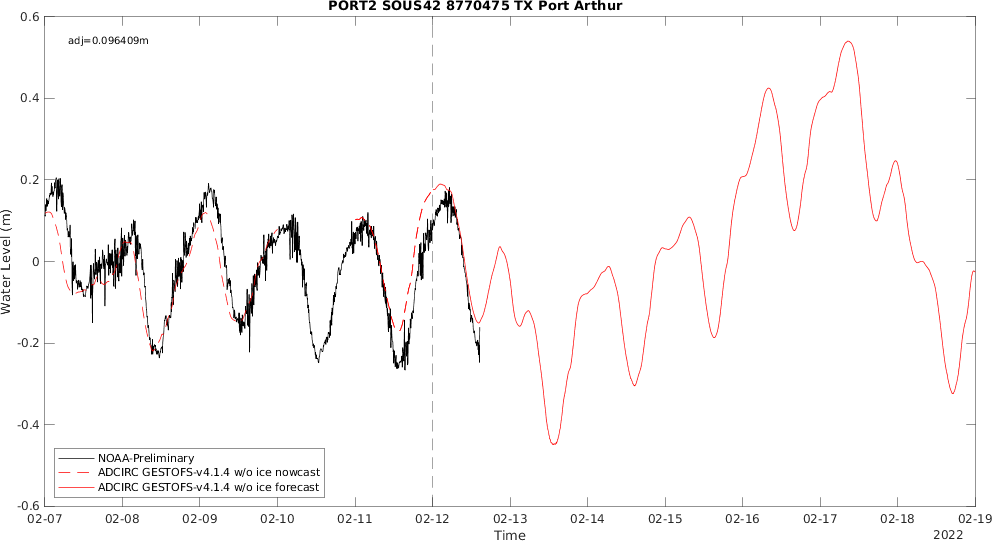 PORT2 SOUS42 8770475 TX Port Arthur
adj=0.096409m
Water Level (m)
0.6
0.4
0.2
0
-0.2
-0.4
-0.6
NOAA-Preliminary
ADCIRC GESTOFS-v4.1.4 w/o ice nowcast
ADCIRC GESTOFS-v4.1.4 w/o ice forecast
02-07 02-08 02-09 02-10 02-11 02-12 02-13 02-14 02-15 02-16 02-17 02-18 02-19
Time
2022